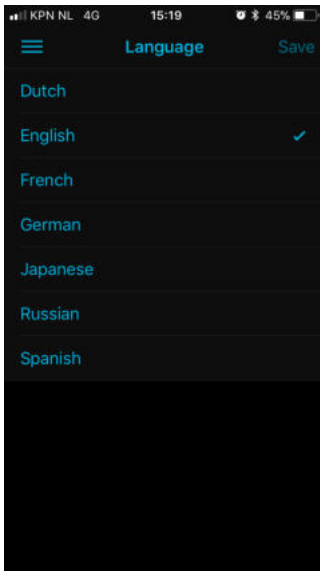 KPN NL 4G 15:19 45%
Language Save
Dutch
English
French
German
Japanese
Russian
Spanish